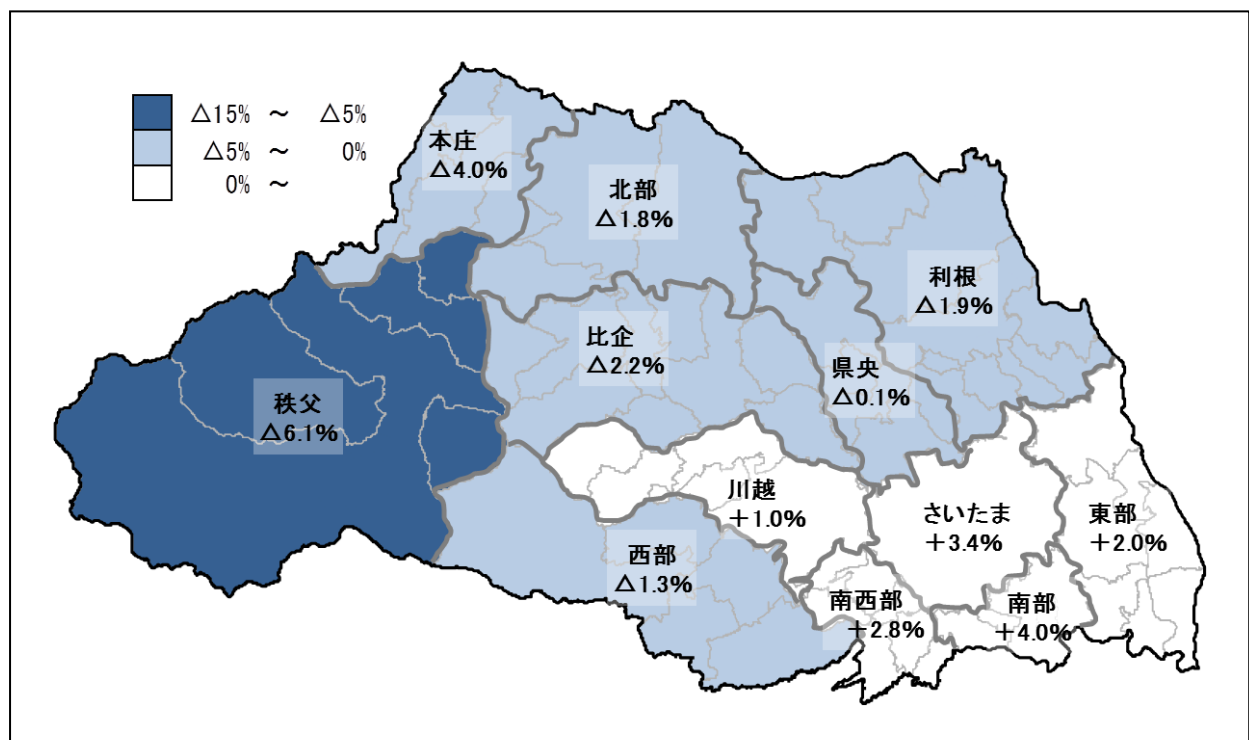 △15% ～ △5%
△5% ～ 0%
0% ～
本庄
△4.0%
北部
△1.8%
利根
△1.9%
比企
△2.2%
県央
△0.1%
秩父
△6.1%
川越
＋1.0%
さいたま
＋3.4%
東部
＋2.0%
西部
△1.3%
南西部
＋2.8%
南部
＋4.0%